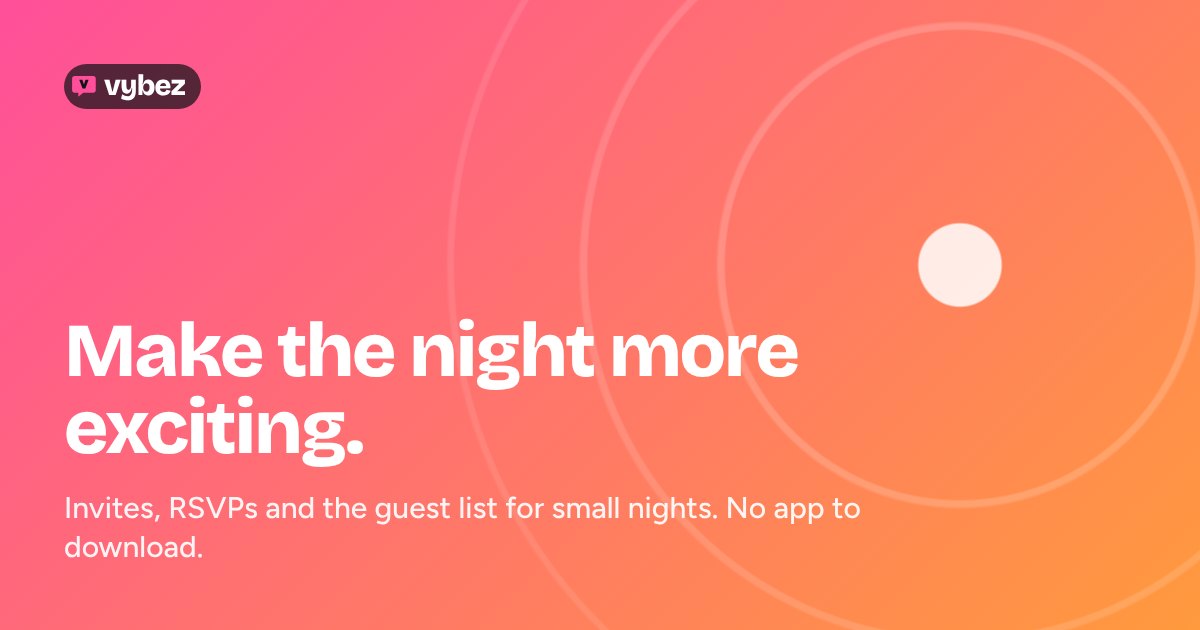 v vybez
Make the night more
exciting.
Invites, RSVPs and the guest list for small nights. No app to
download.